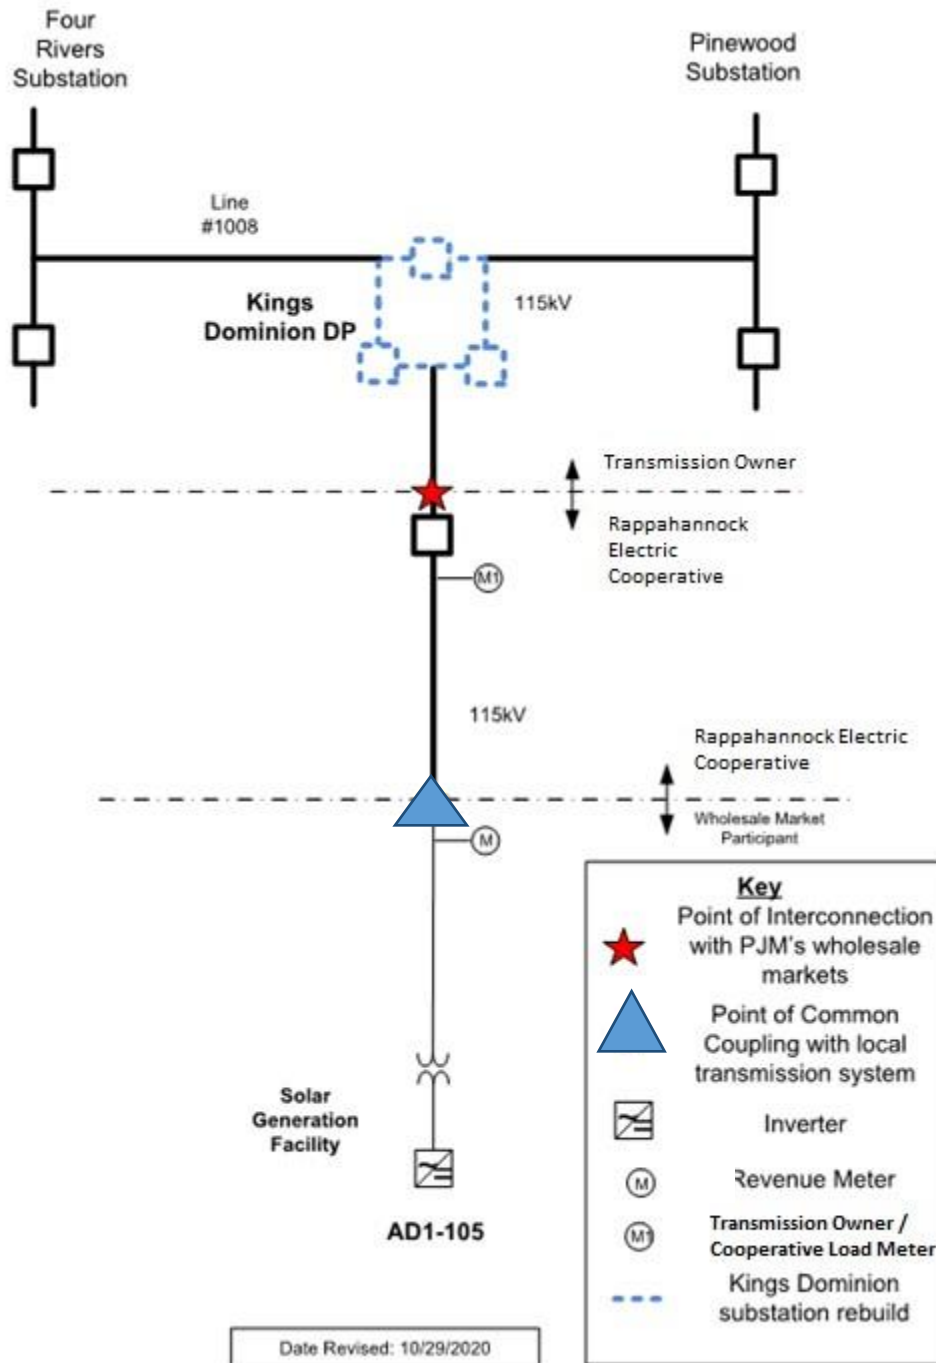 Four
Rivers
Substation
Pinewood
Substation
Line
#1008
Kings
Dominion DP
115kV
Transmission Owner
Rappahannock
Electric
Cooperative
M1
115kV
Rappahannock Electric
Cooperative
Wholesale Market
Participant
M
Solar
Generation
Facility
AD1-105
Key
Point of Interconnection
with PJM's wholesale
markets
Point of Common
Coupling with local
transmission system
Inverter
M
Revenue Meter
M1
Transmission Owner /
Cooperative Load Meter
Kings Dominion
substation rebuild
Date Revised: 10/29/2020